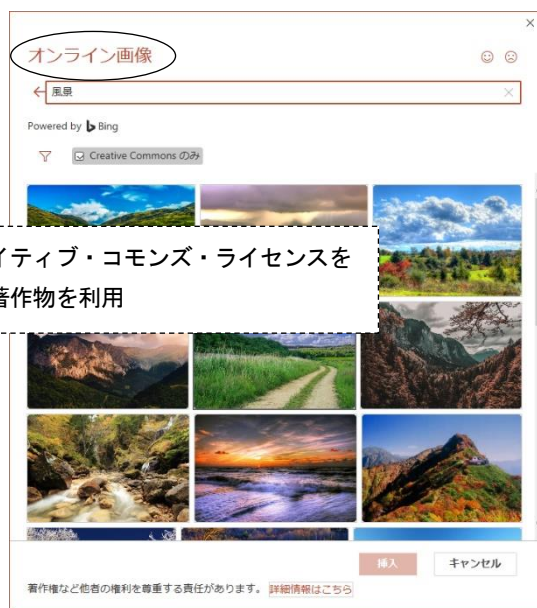 オンライン画像
風景
Powered by Bing
Creative Commons のみ
イティブ・コモンズ・ライセンスを
著作物を利用
挿入
キャンセル
著作権など他者の権利を尊重する責任があります。 詳細情報はこちら